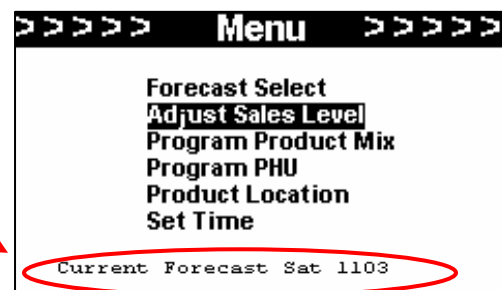 >>>>> Menu >>>>>
Forecast Select
Adjust Sales Level
Program Product Mix
Program PHU
Product Location
Set Time
Current Forecast Sat 1103